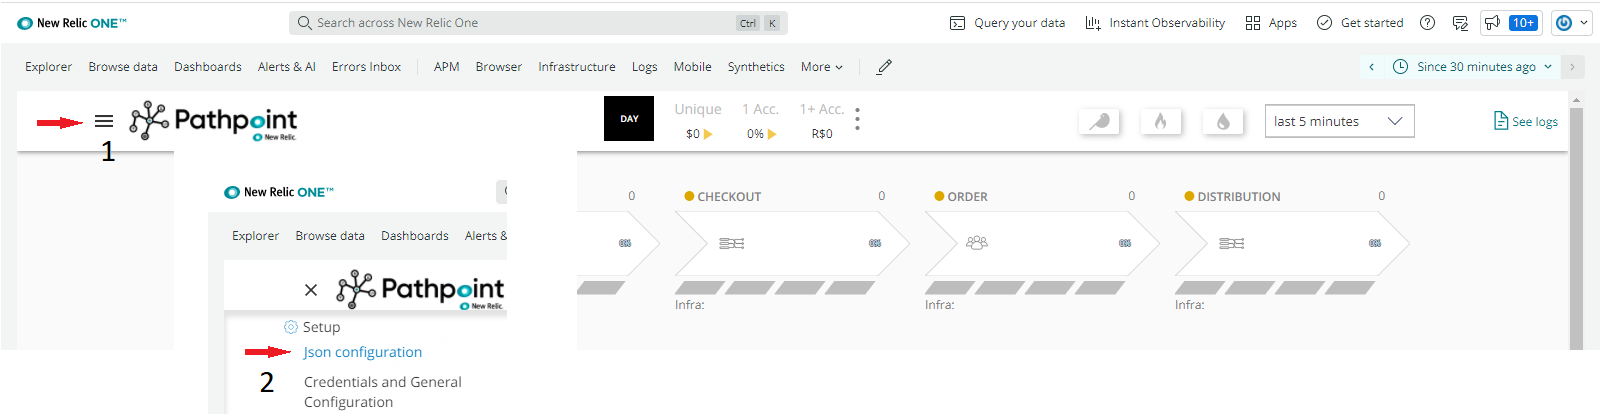 New Relic ONE™ Search across New Relic One Ctrl K Query your data Instant Observability Apps Get started 10+
Explorer Browse data Dashboards Alerts & AI Errors Inbox APM Browser Infrastructure Logs Mobile Synthetics More Since 30 minutes ago
Pathpoint
New Relic.
1
DAY
Unique 1 Acc. 1+ Acc.
$0 0% R$0
last 5 minutes
See logs
0 CHECKOUT 0 ORDER 0 DISTRIBUTION 0
0% 0% 0% 0%
Infra: Infra: Infra:
New Relic ONE™
Explorer Browse data Dashboards Alerts &
Pathpoint
New Relic.
Setup
Json configuration
2
Credentials and General
Configuration